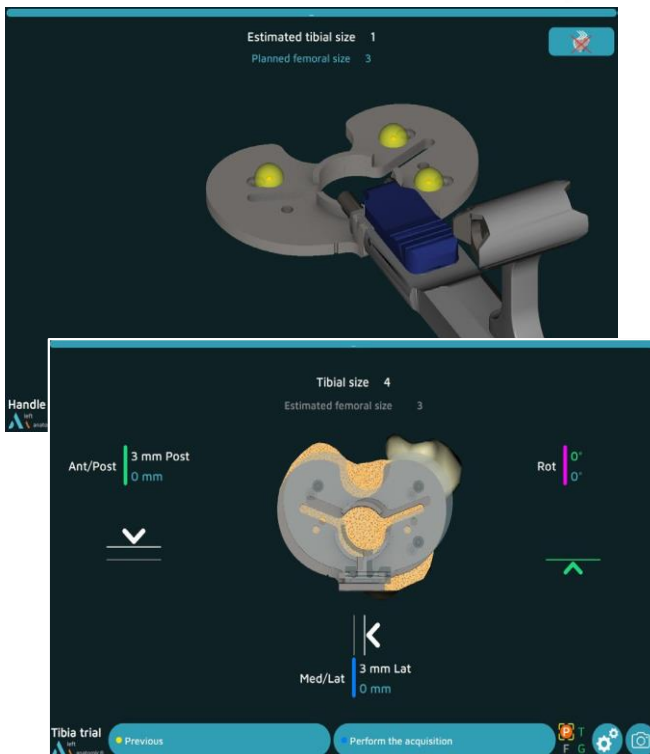 Estimated tibial size 1
Planned femoral size 3
Handle
left
Tibial size 4
Estimated femoral size 3
Ant/Post 3 mm Post
0 mm
Rot 0°
0°
Med/Lat 3 mm Lat
0 mm
Tibia trial
left
Previous
Perform the acquisition
P T
F G